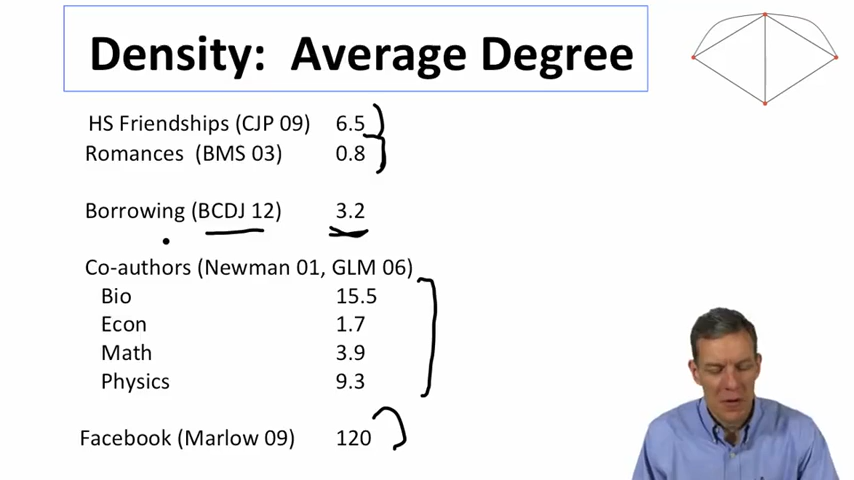 Density: Average Degree
HS Friendships (CJP 09) 6.5
Romances (BMS 03) 0.8
Borrowing (BCDJ 12) 3.2
Co-authors (Newman 01, GLM 06)
Bio 15.5
Econ 1.7
Math 3.9
Physics 9.3
Facebook (Marlow 09) 120